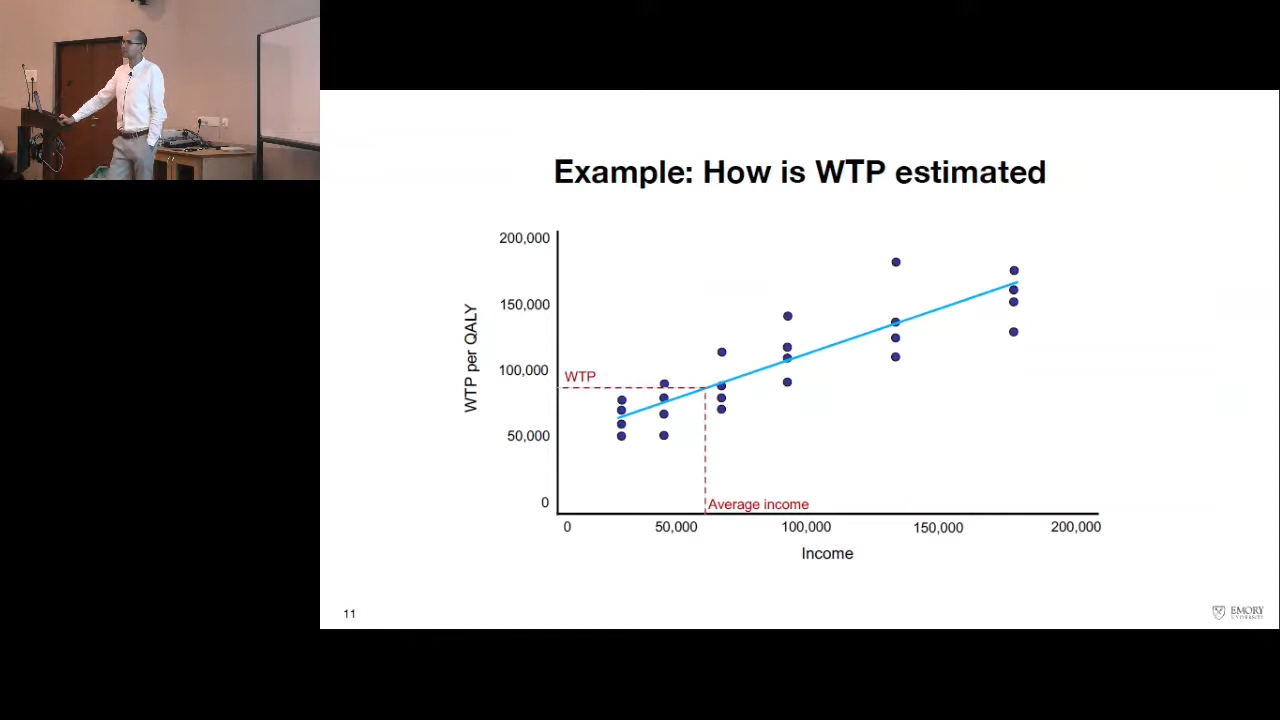 Example: How is WTP estimated
200,000
150,000
WTP per QALY
100,000
WTP
50,000
0
Average income
0 50,000 100,000 150,000 200,000
Income
11
EMORY
UNIVERSITY